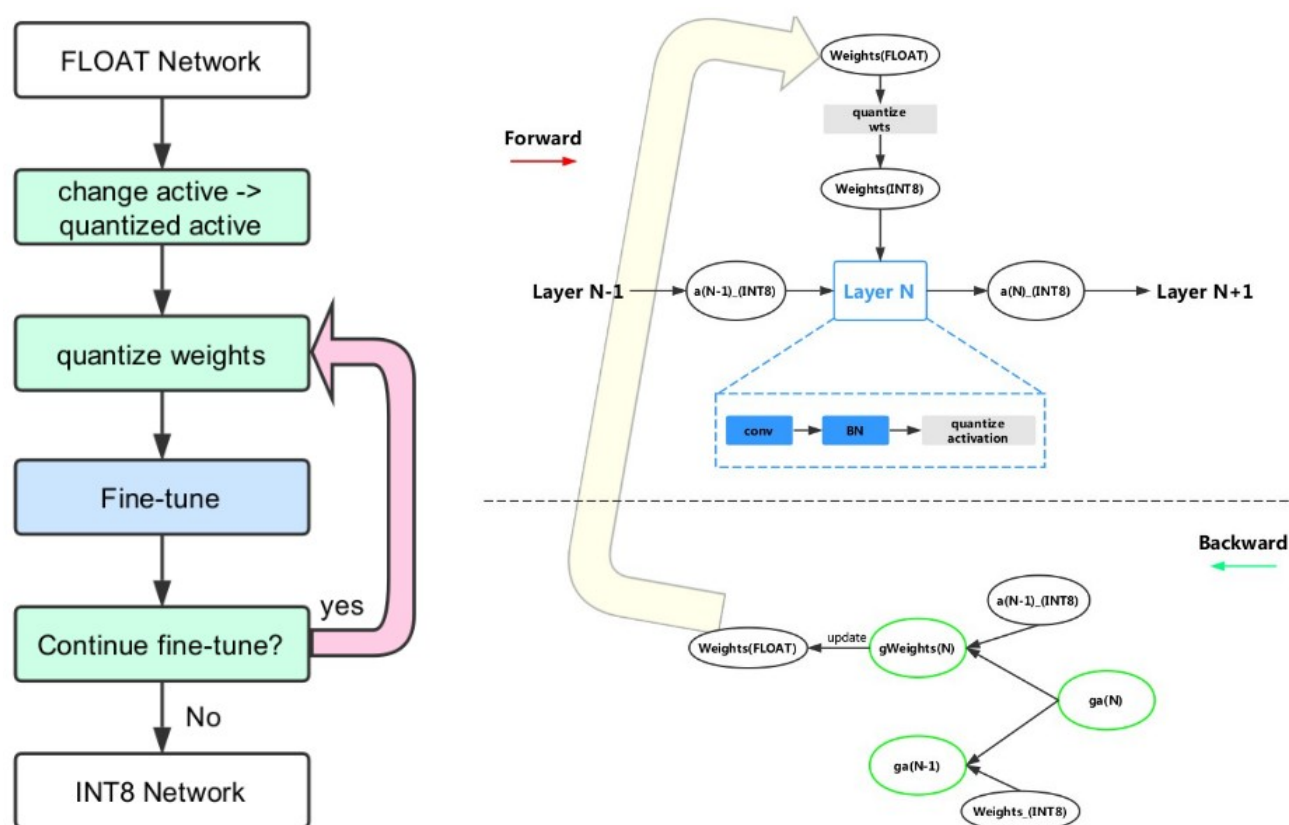 FLOAT Network
change active ->
quantized active
quantize weights
Fine-tune
yes
Continue fine-tune?
No
INT8 Network
Weights(FLOAT)
quantize
wts
Forward
Weights(INT8)
Layer N-1
a(N-1)_(INT8)
Layer N
a(N)_(INT8)
Layer N+1
conv
BN
quantize
activation
Backward
a(N-1)_(INT8)
Weights(FLOAT)
update
gWeights(N)
ga(N)
ga(N-1)
Weights_(INT8)